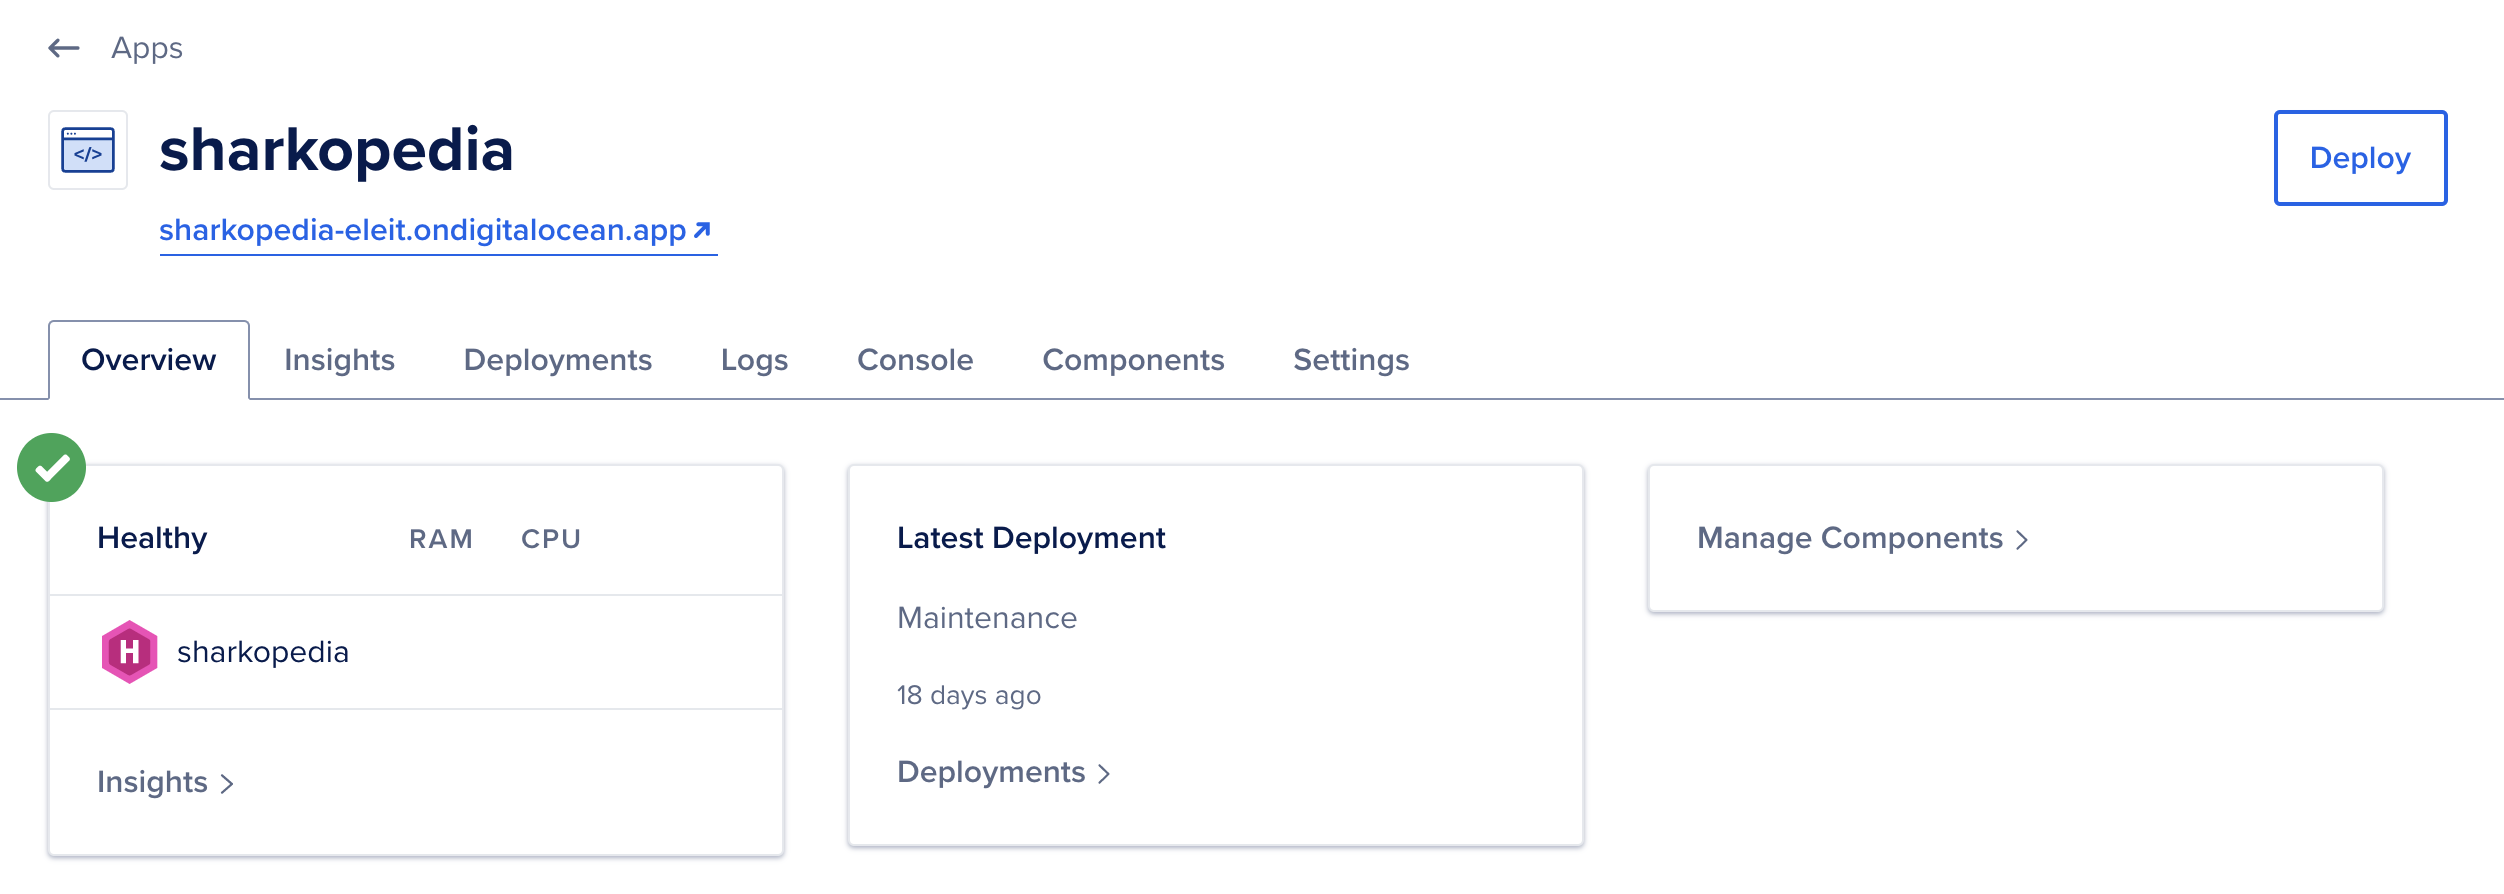 Apps
</>
sharkopedia
Deploy
sharkopedia-eleit.ondigitalocean.app
Overview Insights Deployments Logs Console Components Settings
Healthy RAM CPU
H sharkopedia
Insights
Latest Deployment
Maintenance
18 days ago
Deployments
Manage Components